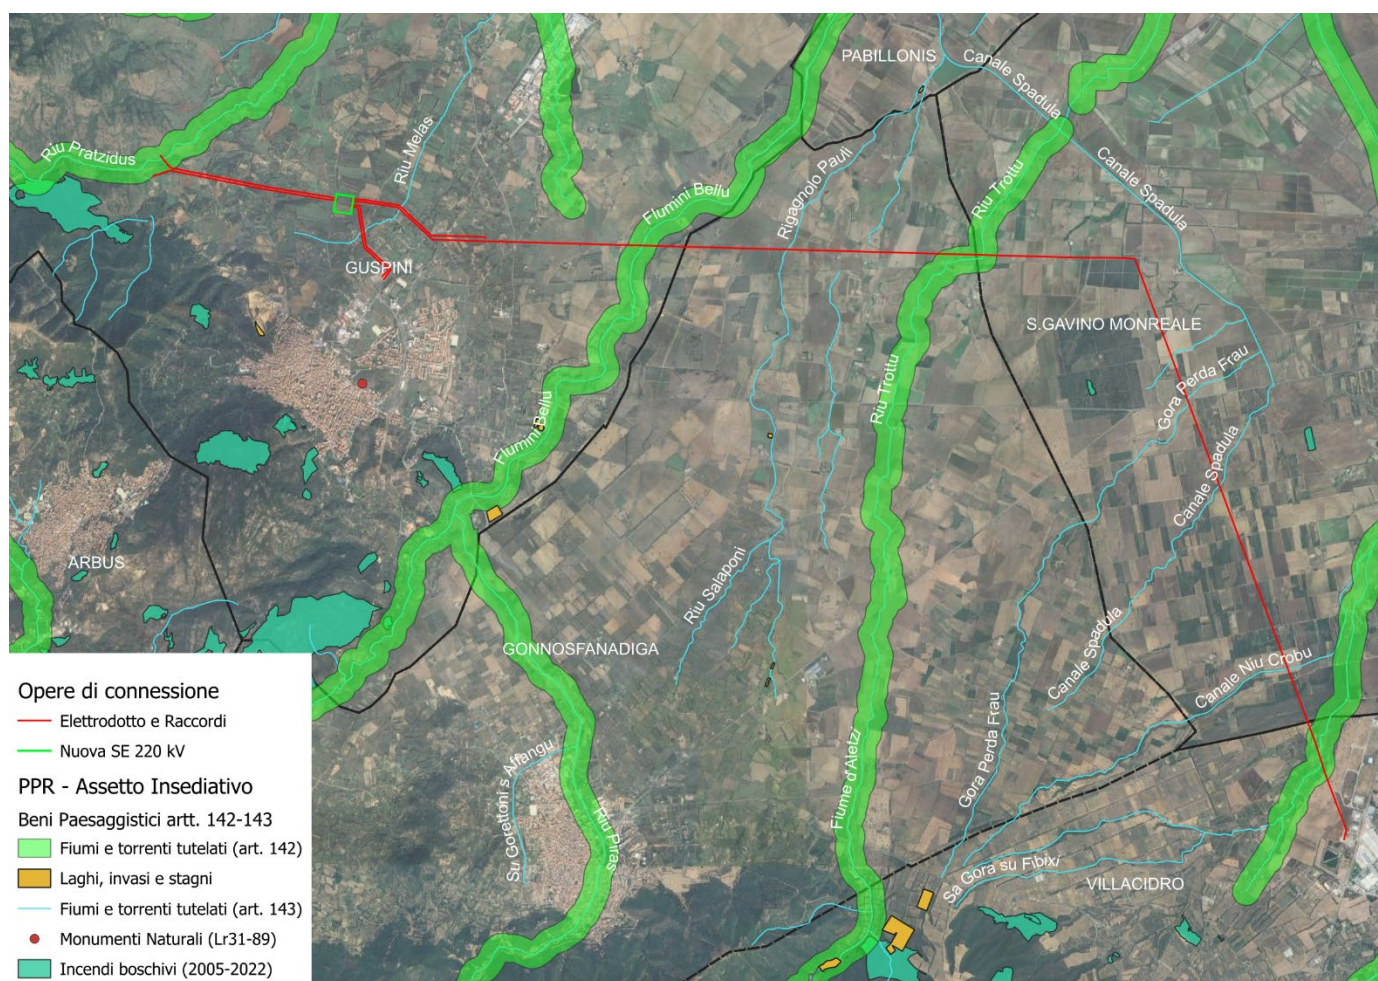 PABILLONIS
Canale Spadula
Riu Pratzidus
Riu Melas
Rigagnolo Pauli
Canale Spadula
Riu Trottu
Flumini Bellu
GUSPINI
S.GAVINO MONREALE
Gora Perda Frau
Riu Trottu
Flumini Bellu
Canale Spadula
ARBUS
Riu Salaponi
GONNOSFANADIGA
Canale Spadula
Canale Niu Crobu
Gora Perda Frau
Su Gorettoni s Affangu
Fiume d'Aletzi
Riu Piras
Sa Gora su Fibixi
VILLACIDRO
Opere di connessione
Elettrodotto e Raccordi
Nuova SE 220 kV
PPR - Assetto Insediativo
Beni Paesaggistici artt. 142-143
Fiumi e torrenti tutelati (art. 142)
Laghi, invasi e stagni
Fiumi e torrenti tutelati (art. 143)
Monumenti Naturali (Lr31-89)
Incendi boschivi (2005-2022)